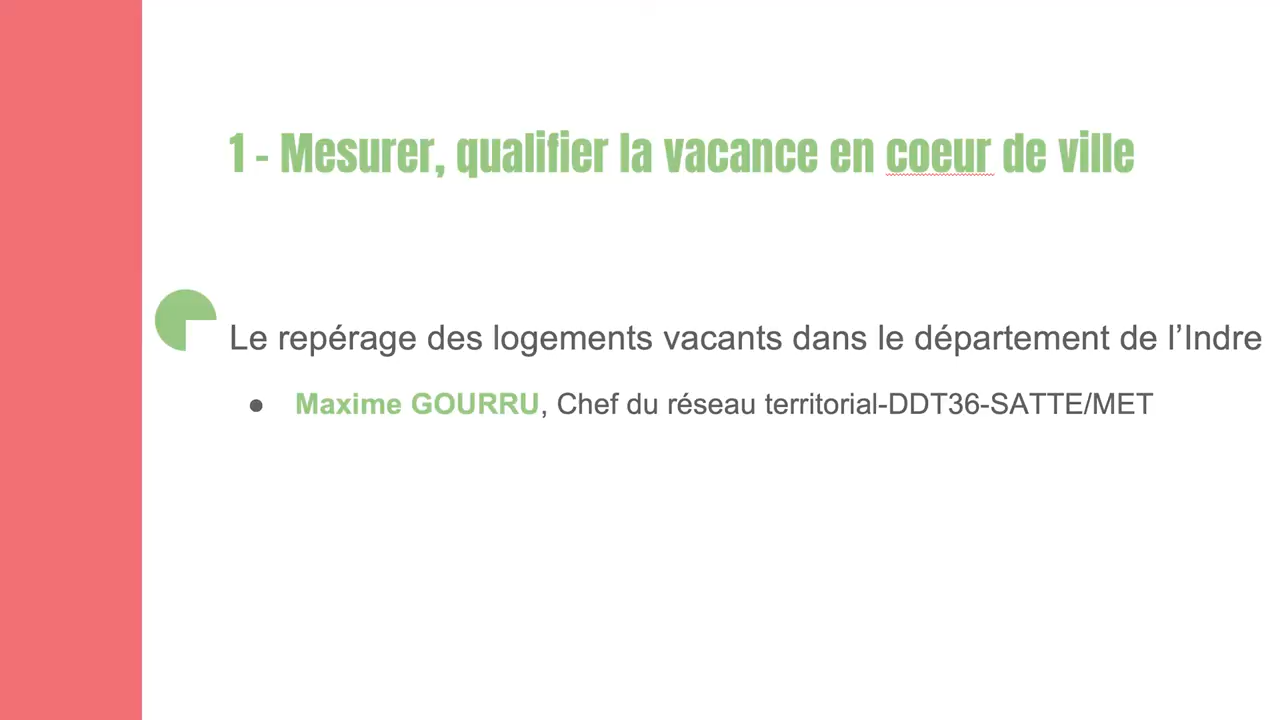 1 - Mesurer, qualifier la vacance en coeur de ville
Le repérage des logements vacants dans le département de l’Indre
● Maxime GOURRU, Chef du réseau territorial-DDT36-SATTE/MET